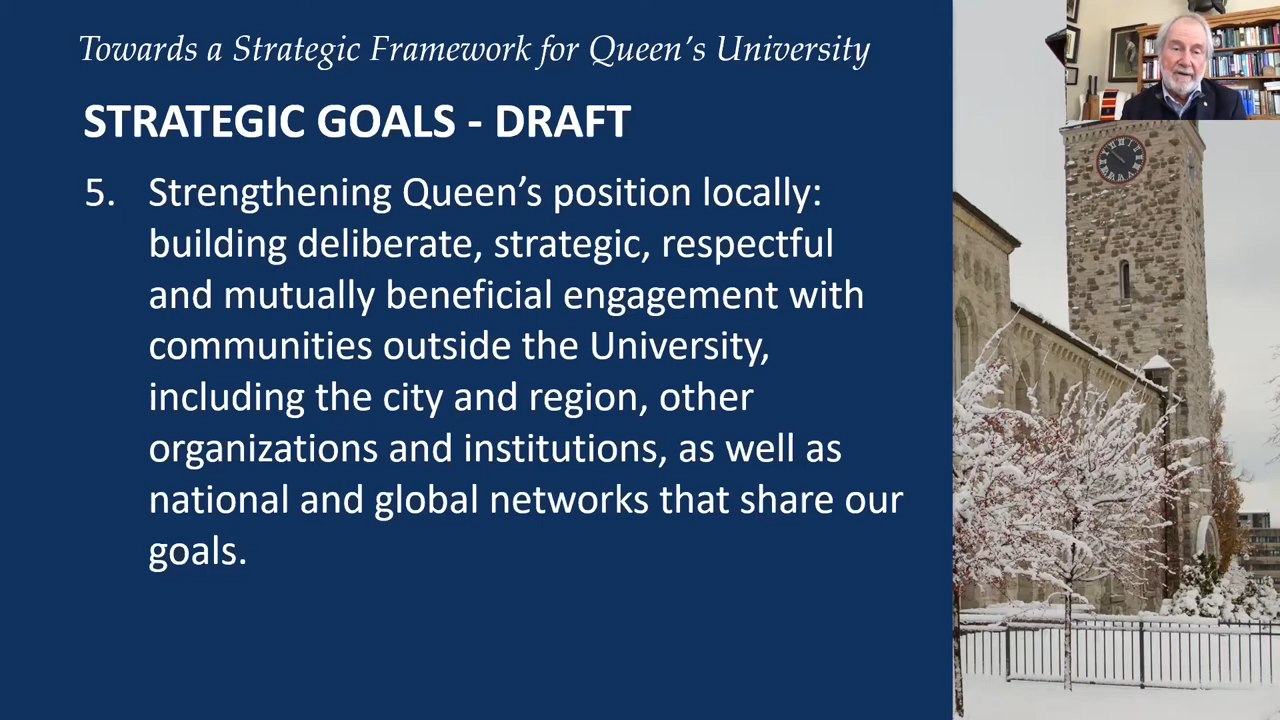 Towards a Strategic Framework for Queen’s University
STRATEGIC GOALS - DRAFT
5. Strengthening Queen’s position locally:
building deliberate, strategic, respectful
and mutually beneficial engagement with
communities outside the University,
including the city and region, other
organizations and institutions, as well as
national and global networks that share our
goals.